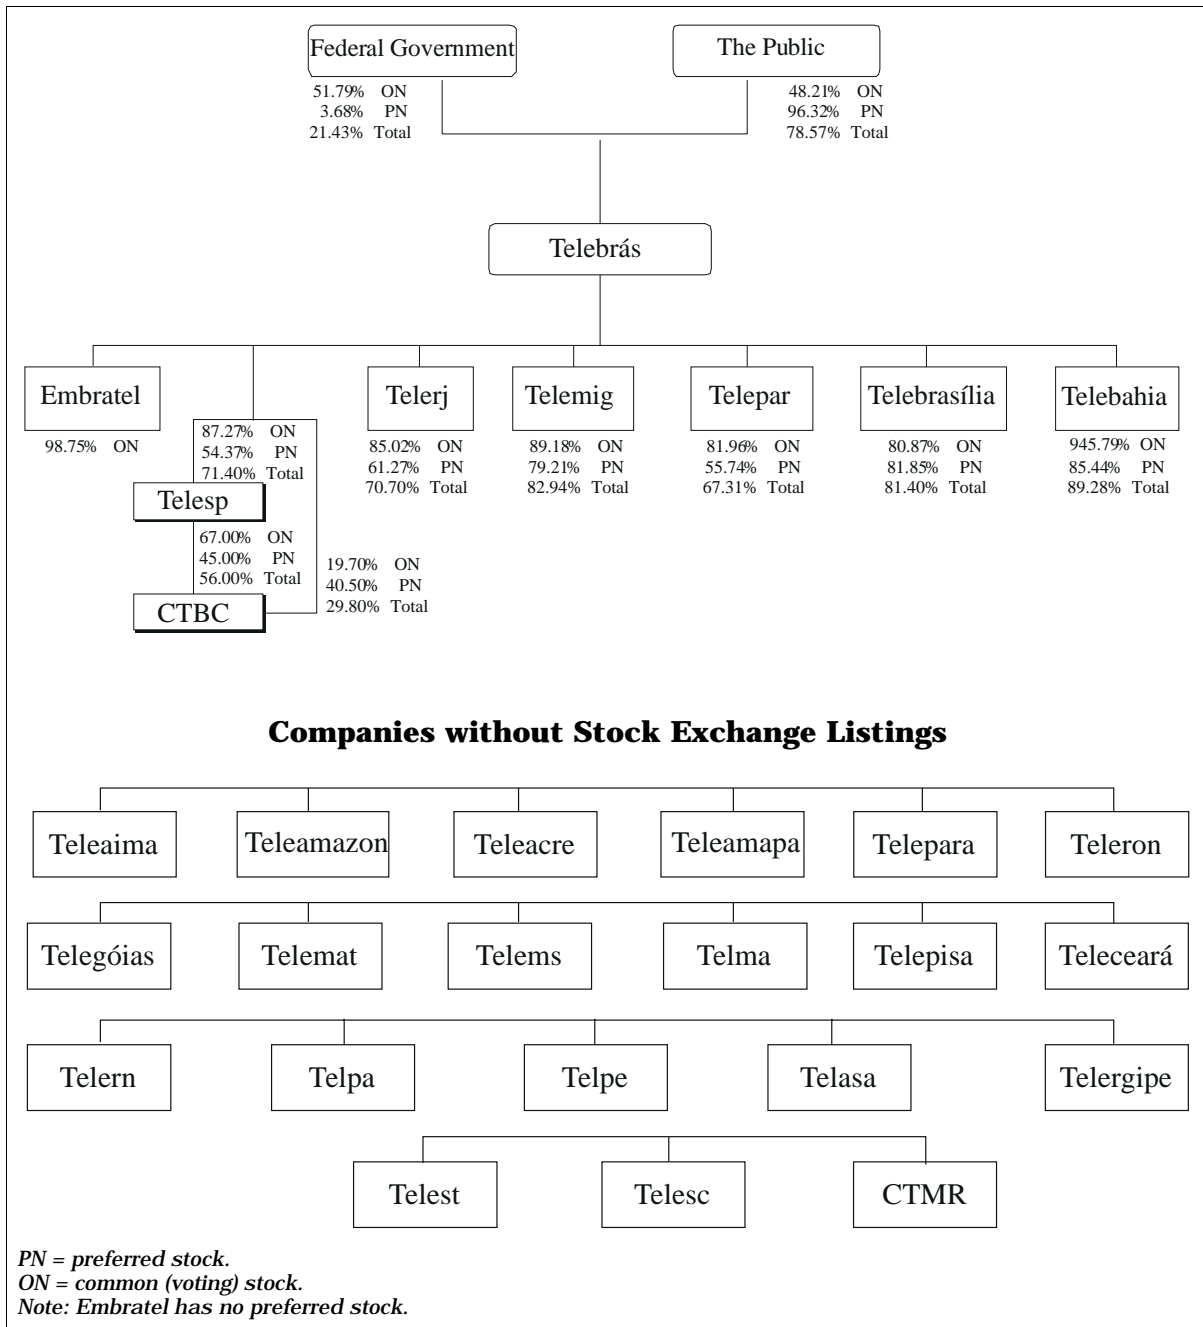 Federal Government
51.79% ON
3.68% PN
21.43% Total
The Public
48.21% ON
96.32% PN
78.57% Total
Telebrás
Embratel
98.75% ON
87.27% ON
54.37% PN
71.40% Total
Telesp
67.00% ON
45.00% PN
56.00% Total
CTBC
19.70% ON
40.50% PN
29.80% Total
Telerj
85.02% ON
61.27% PN
70.70% Total
Telemig
89.18% ON
79.21% PN
82.94% Total
Telepar
81.96% ON
55.74% PN
67.31% Total
Telebrasília
80.87% ON
81.85% PN
81.40% Total
Telebahia
945.79% ON
85.44% PN
89.28% Total
Companies without Stock Exchange Listings
Teleaima
Teleamazon
Teleacre
Teleamapa
Telepara
Teleron
Telegóias
Telemat
Telems
Telma
Telepisa
Teleceará
Telern
Telpa
Telpe
Telasa
Telergipe
Telest
Telesc
CTMR
PN = preferred stock.
ON = common (voting) stock.
Note: Embratel has no preferred stock.